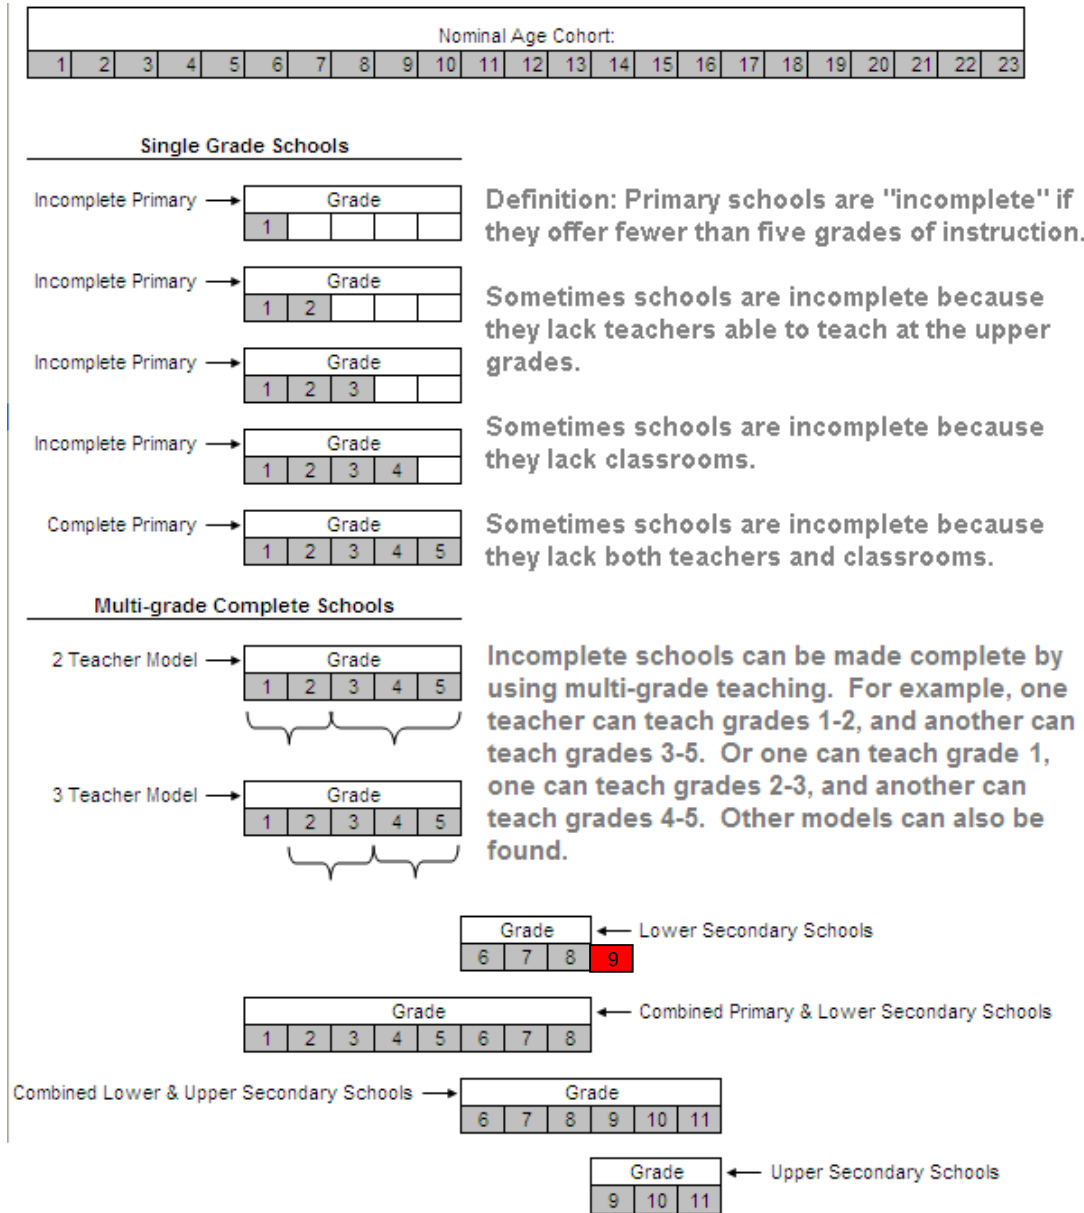 Nominal Age Cohort:
1 2 3 4 5 6 7 8 9 10 11 12 13 14 15 16 17 18 19 20 21 22 23
Single Grade Schools
Incomplete Primary
Grade
1
Definition: Primary schools are "incomplete" if
they offer fewer than five grades of instruction.
Incomplete Primary
Grade
1 2
Sometimes schools are incomplete because
they lack teachers able to teach at the upper
grades.
Incomplete Primary
Grade
1 2 3
Incomplete Primary
Grade
1 2 3 4
Sometimes schools are incomplete because
they lack classrooms.
Complete Primary
Grade
1 2 3 4 5
Sometimes schools are incomplete because
they lack both teachers and classrooms.
Multi-grade Complete Schools
2 Teacher Model
Grade
1 2 3 4 5
Incomplete schools can be made complete by
using multi-grade teaching. For example, one
teacher can teach grades 1-2, and another can
teach grades 3-5. Or one can teach grade 1,
one can teach grades 2-3, and another can
teach grades 4-5. Other models can also be
found.
3 Teacher Model
Grade
1 2 3 4 5
Grade
Lower Secondary Schools
6 7 8 9
Grade
Combined Primary & Lower Secondary Schools
1 2 3 4 5 6 7 8
Combined Lower & Upper Secondary Schools
Grade
6 7 8 9 10 11
Grade
Upper Secondary Schools
9 10 11